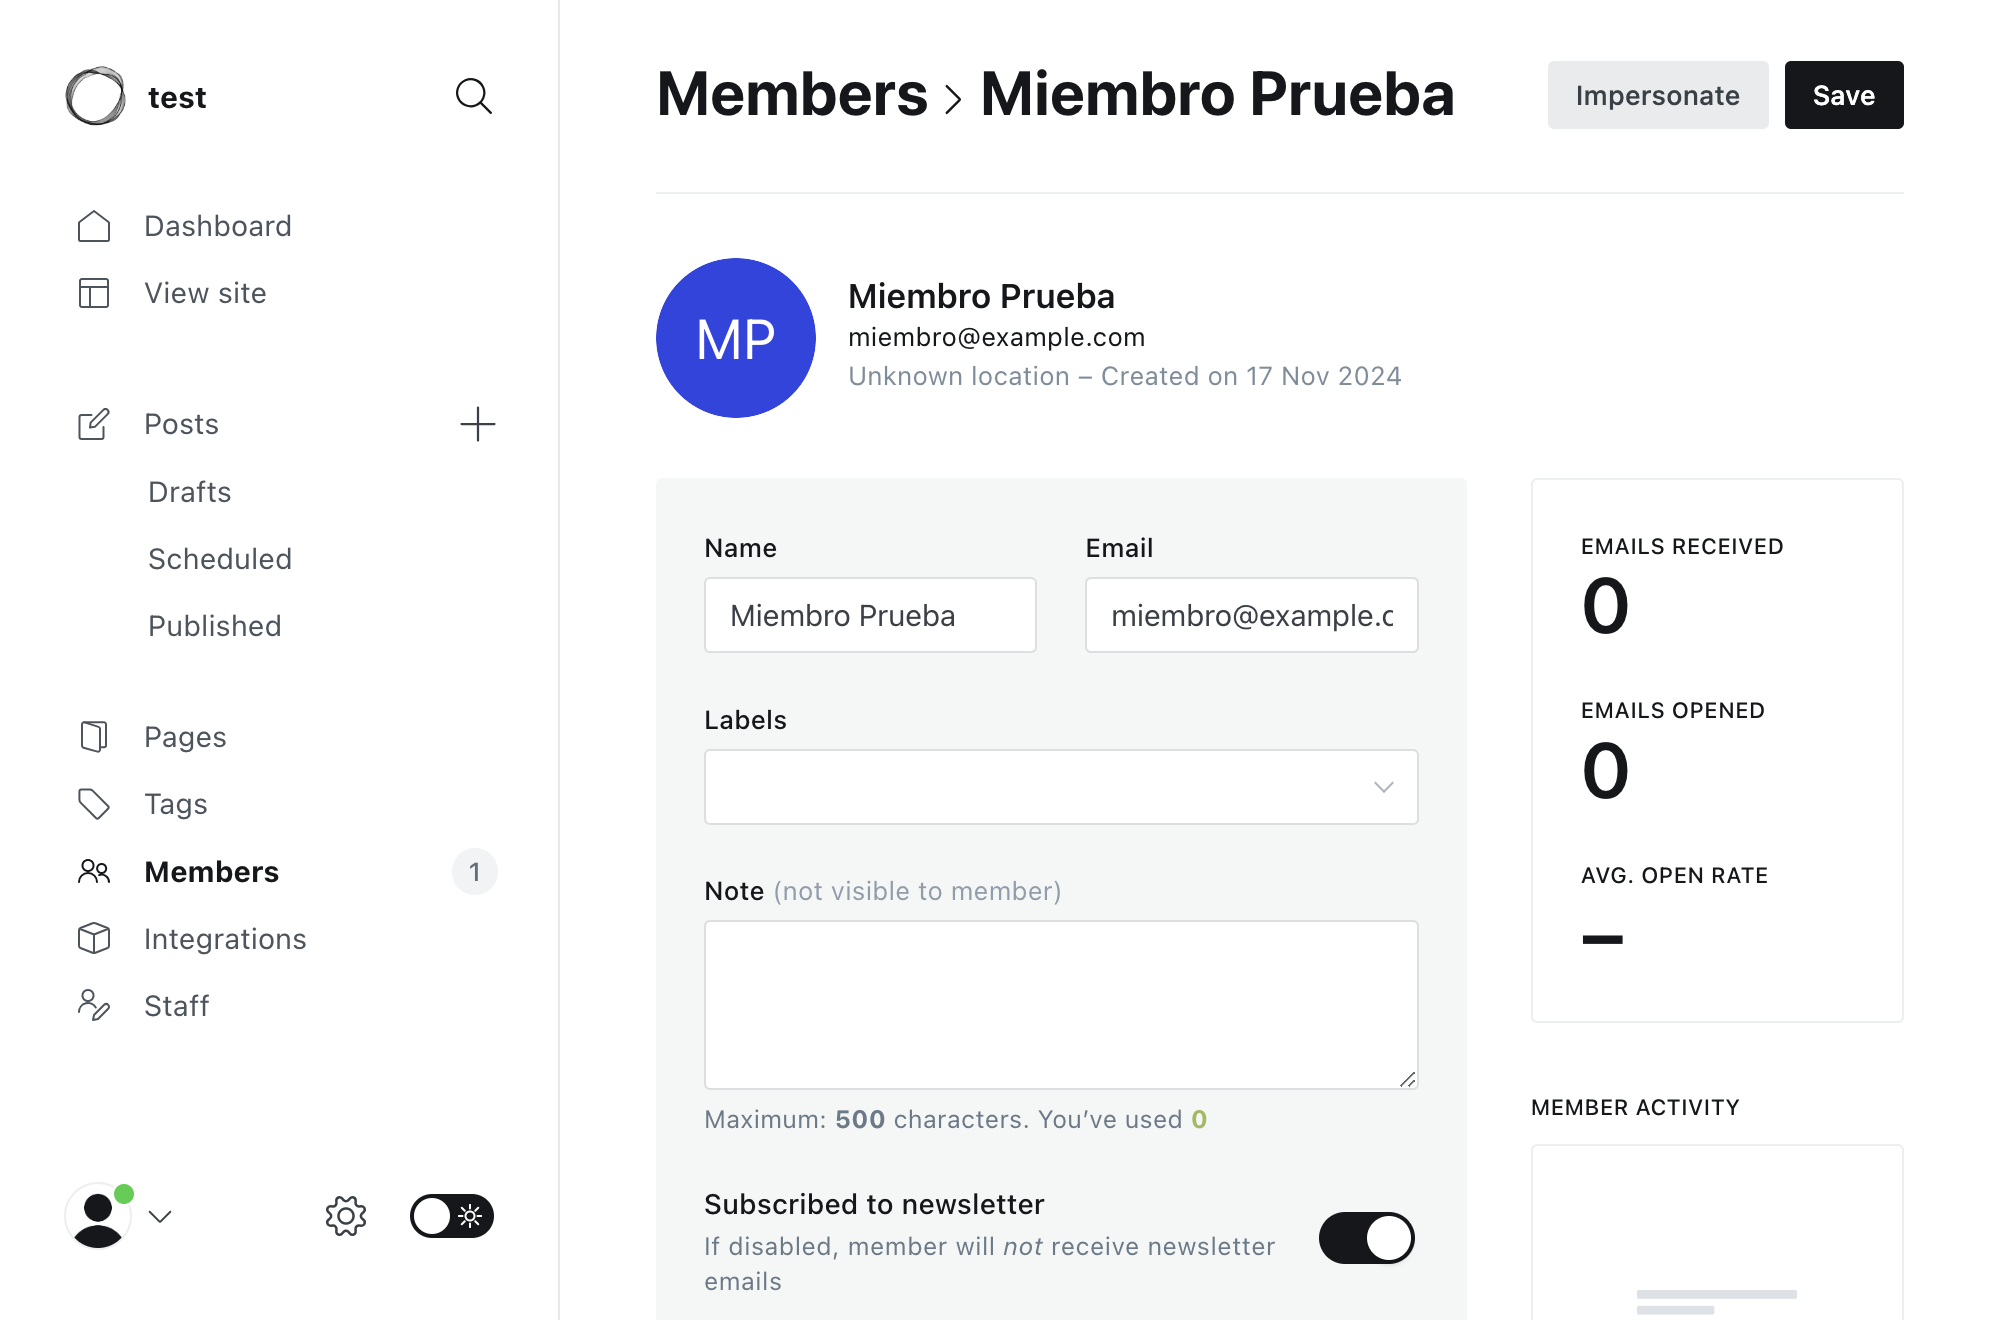 test
Dashboard
View site
Posts
Drafts
Scheduled
Published
Pages
Tags
Members 1
Integrations
Staff
Members > Miembro Prueba
Impersonate
Save
MP
Miembro Prueba
miembro@example.com
Unknown location – Created on 17 Nov 2024
Name
Miembro Prueba
Email
miembro@example.c
Labels
Note (not visible to member)
Maximum: 500 characters. You’ve used 0
Subscribed to newsletter
If disabled, member will not receive newsletter
emails
EMAILS RECEIVED
0
EMAILS OPENED
0
AVG. OPEN RATE
–
MEMBER ACTIVITY